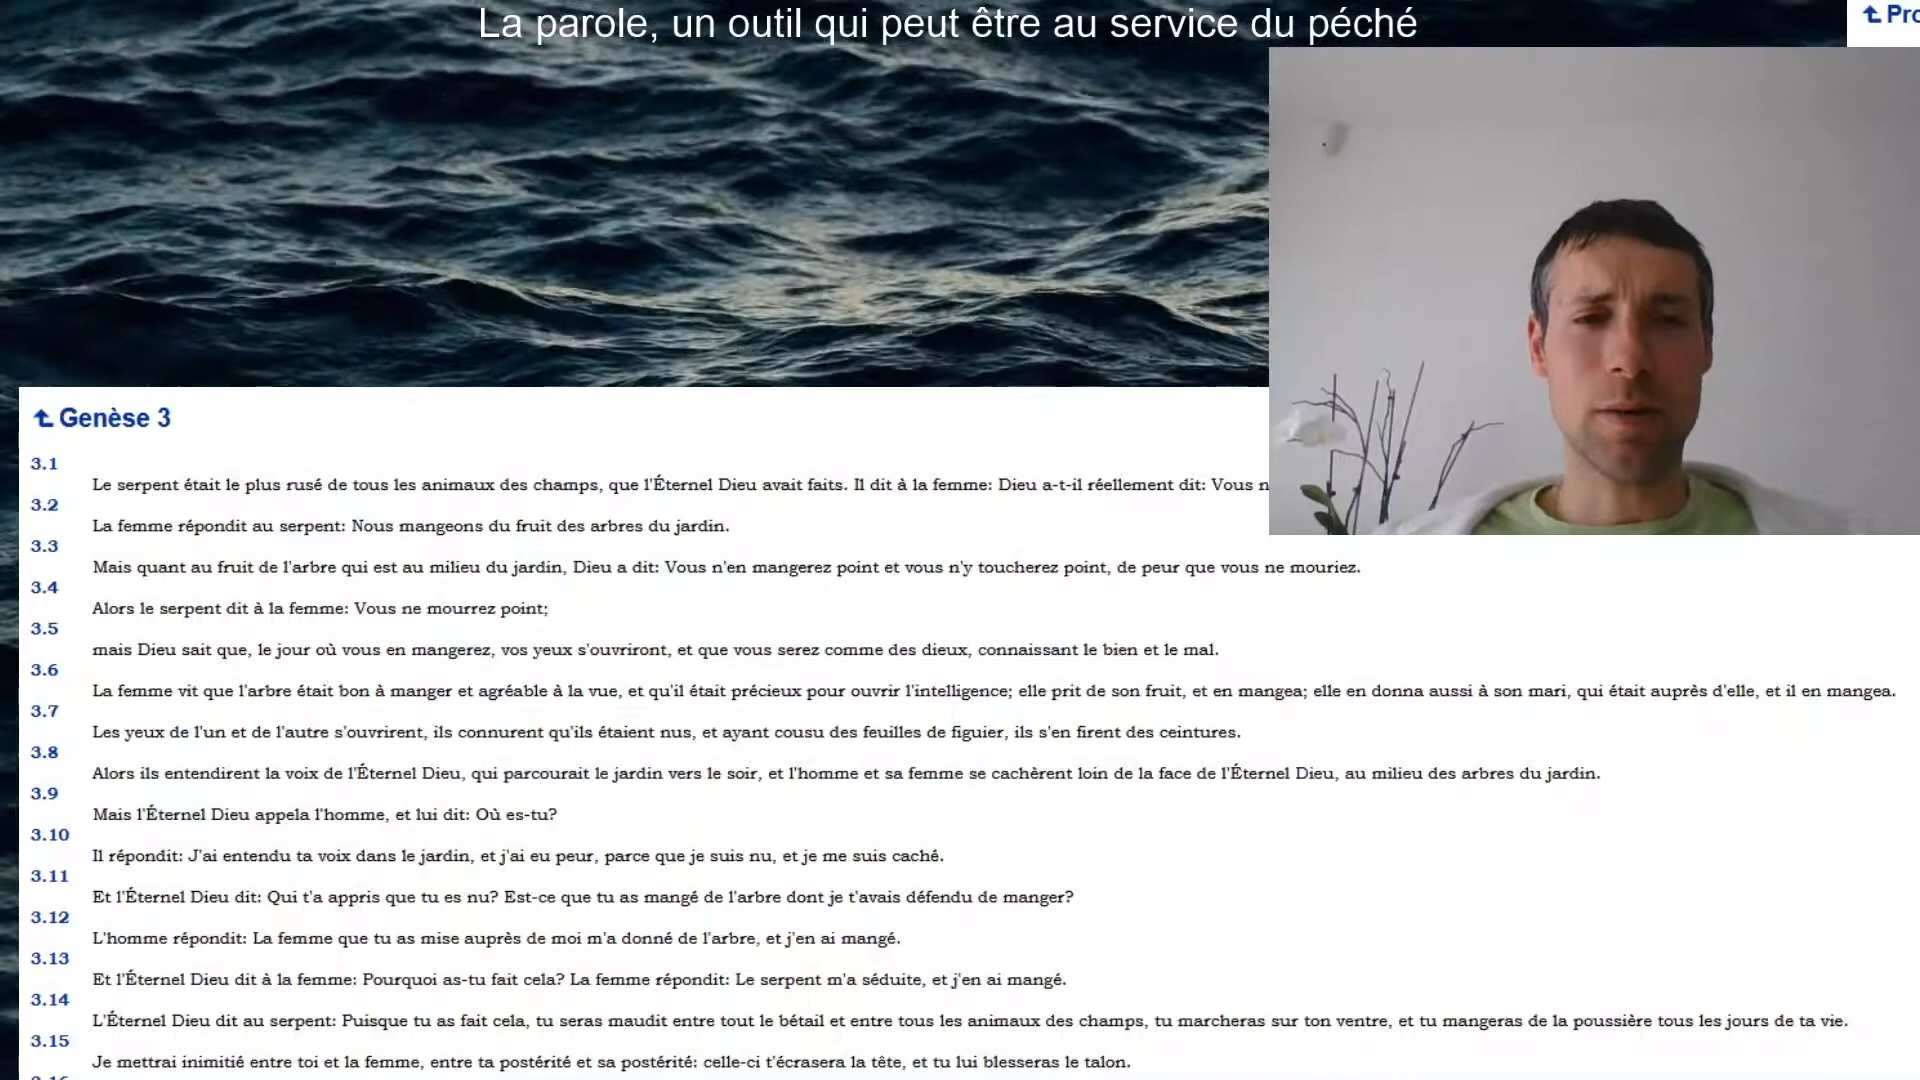 La parole, un outil qui peut être au service du péché
Genèse 3
3.1
Le serpent était le plus rusé de tous les animaux des champs, que l'Éternel Dieu avait faits. Il dit à la femme: Dieu a-t-il réellement dit: Vous
3.2
La femme répondit au serpent: Nous mangeons du fruit des arbres du jardin.
3.3
Mais quant au fruit de l'arbre qui est au milieu du jardin, Dieu a dit: Vous n'en mangerez point et vous n'y toucherez point, de peur que vous ne mouriez.
3.4
Alors le serpent dit à la femme: Vous ne mourrez point;
3.5
mais Dieu sait que, le jour où vous en mangerez, vos yeux s'ouvriront, et que vous serez comme des dieux, connaissant le bien et le mal.
3.6
La femme vit que l'arbre était bon à manger et agréable à la vue, et qu'il était précieux pour ouvrir l'intelligence; elle prit de son fruit, et en mangea; elle en donna aussi à son mari, qui était auprès d'elle, et il en mangea.
3.7
Les yeux de l'un et de l'autre s'ouvrirent, ils connurent qu'ils étaient nus, et ayant cousu des feuilles de figuier, ils s'en firent des ceintures.
3.8
Alors ils entendirent la voix de l'Éternel Dieu, qui parcourait le jardin vers le soir, et l'homme et sa femme se cachèrent loin de la face de l'Éternel Dieu, au milieu des arbres du jardin.
3.9
Mais l'Éternel Dieu appela l'homme, et lui dit: Où es-tu?
3.10
Il répondit: J'ai entendu ta voix dans le jardin, et j'ai eu peur, parce que je suis nu, et je me suis caché.
3.11
Et l'Éternel Dieu dit: Qui t'a appris que tu es nu? Est-ce que tu as mangé de l'arbre dont je t'avais défendu de manger?
3.12
L'homme répondit: La femme que tu as mise auprès de moi m'a donné de l'arbre, et j'en ai mangé.
3.13
Et l'Éternel Dieu dit à la femme: Pourquoi as-tu fait cela? La femme répondit: Le serpent m'a séduite, et j'en ai mangé.
3.14
L'Éternel Dieu dit au serpent: Puisque tu as fait cela, tu seras maudit entre tout le bétail et entre tous les animaux des champs, tu marcheras sur ton ventre, et tu mangeras de la poussière tous les jours de ta vie.
3.15
Je mettrai inimitié entre toi et la femme, entre ta postérité et sa postérité: celle-ci t'écrasera la tête, et tu lui blesseras le talon.